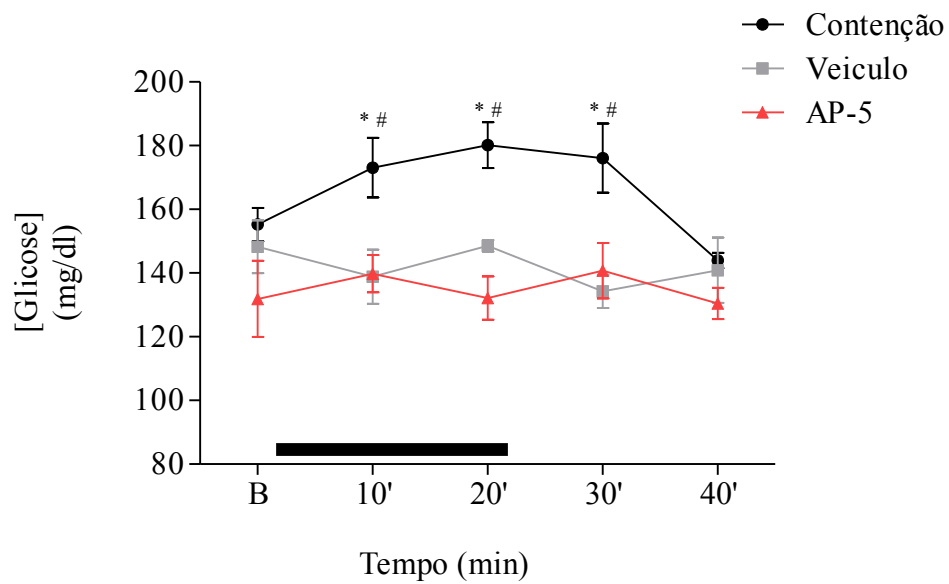 Contenção
Veiculo
AP-5
200
180
160
140
120
100
80
* #
* #
* #
[Glicose]
(mg/dl)
B
10'
20'
30'
40'
Tempo (min)